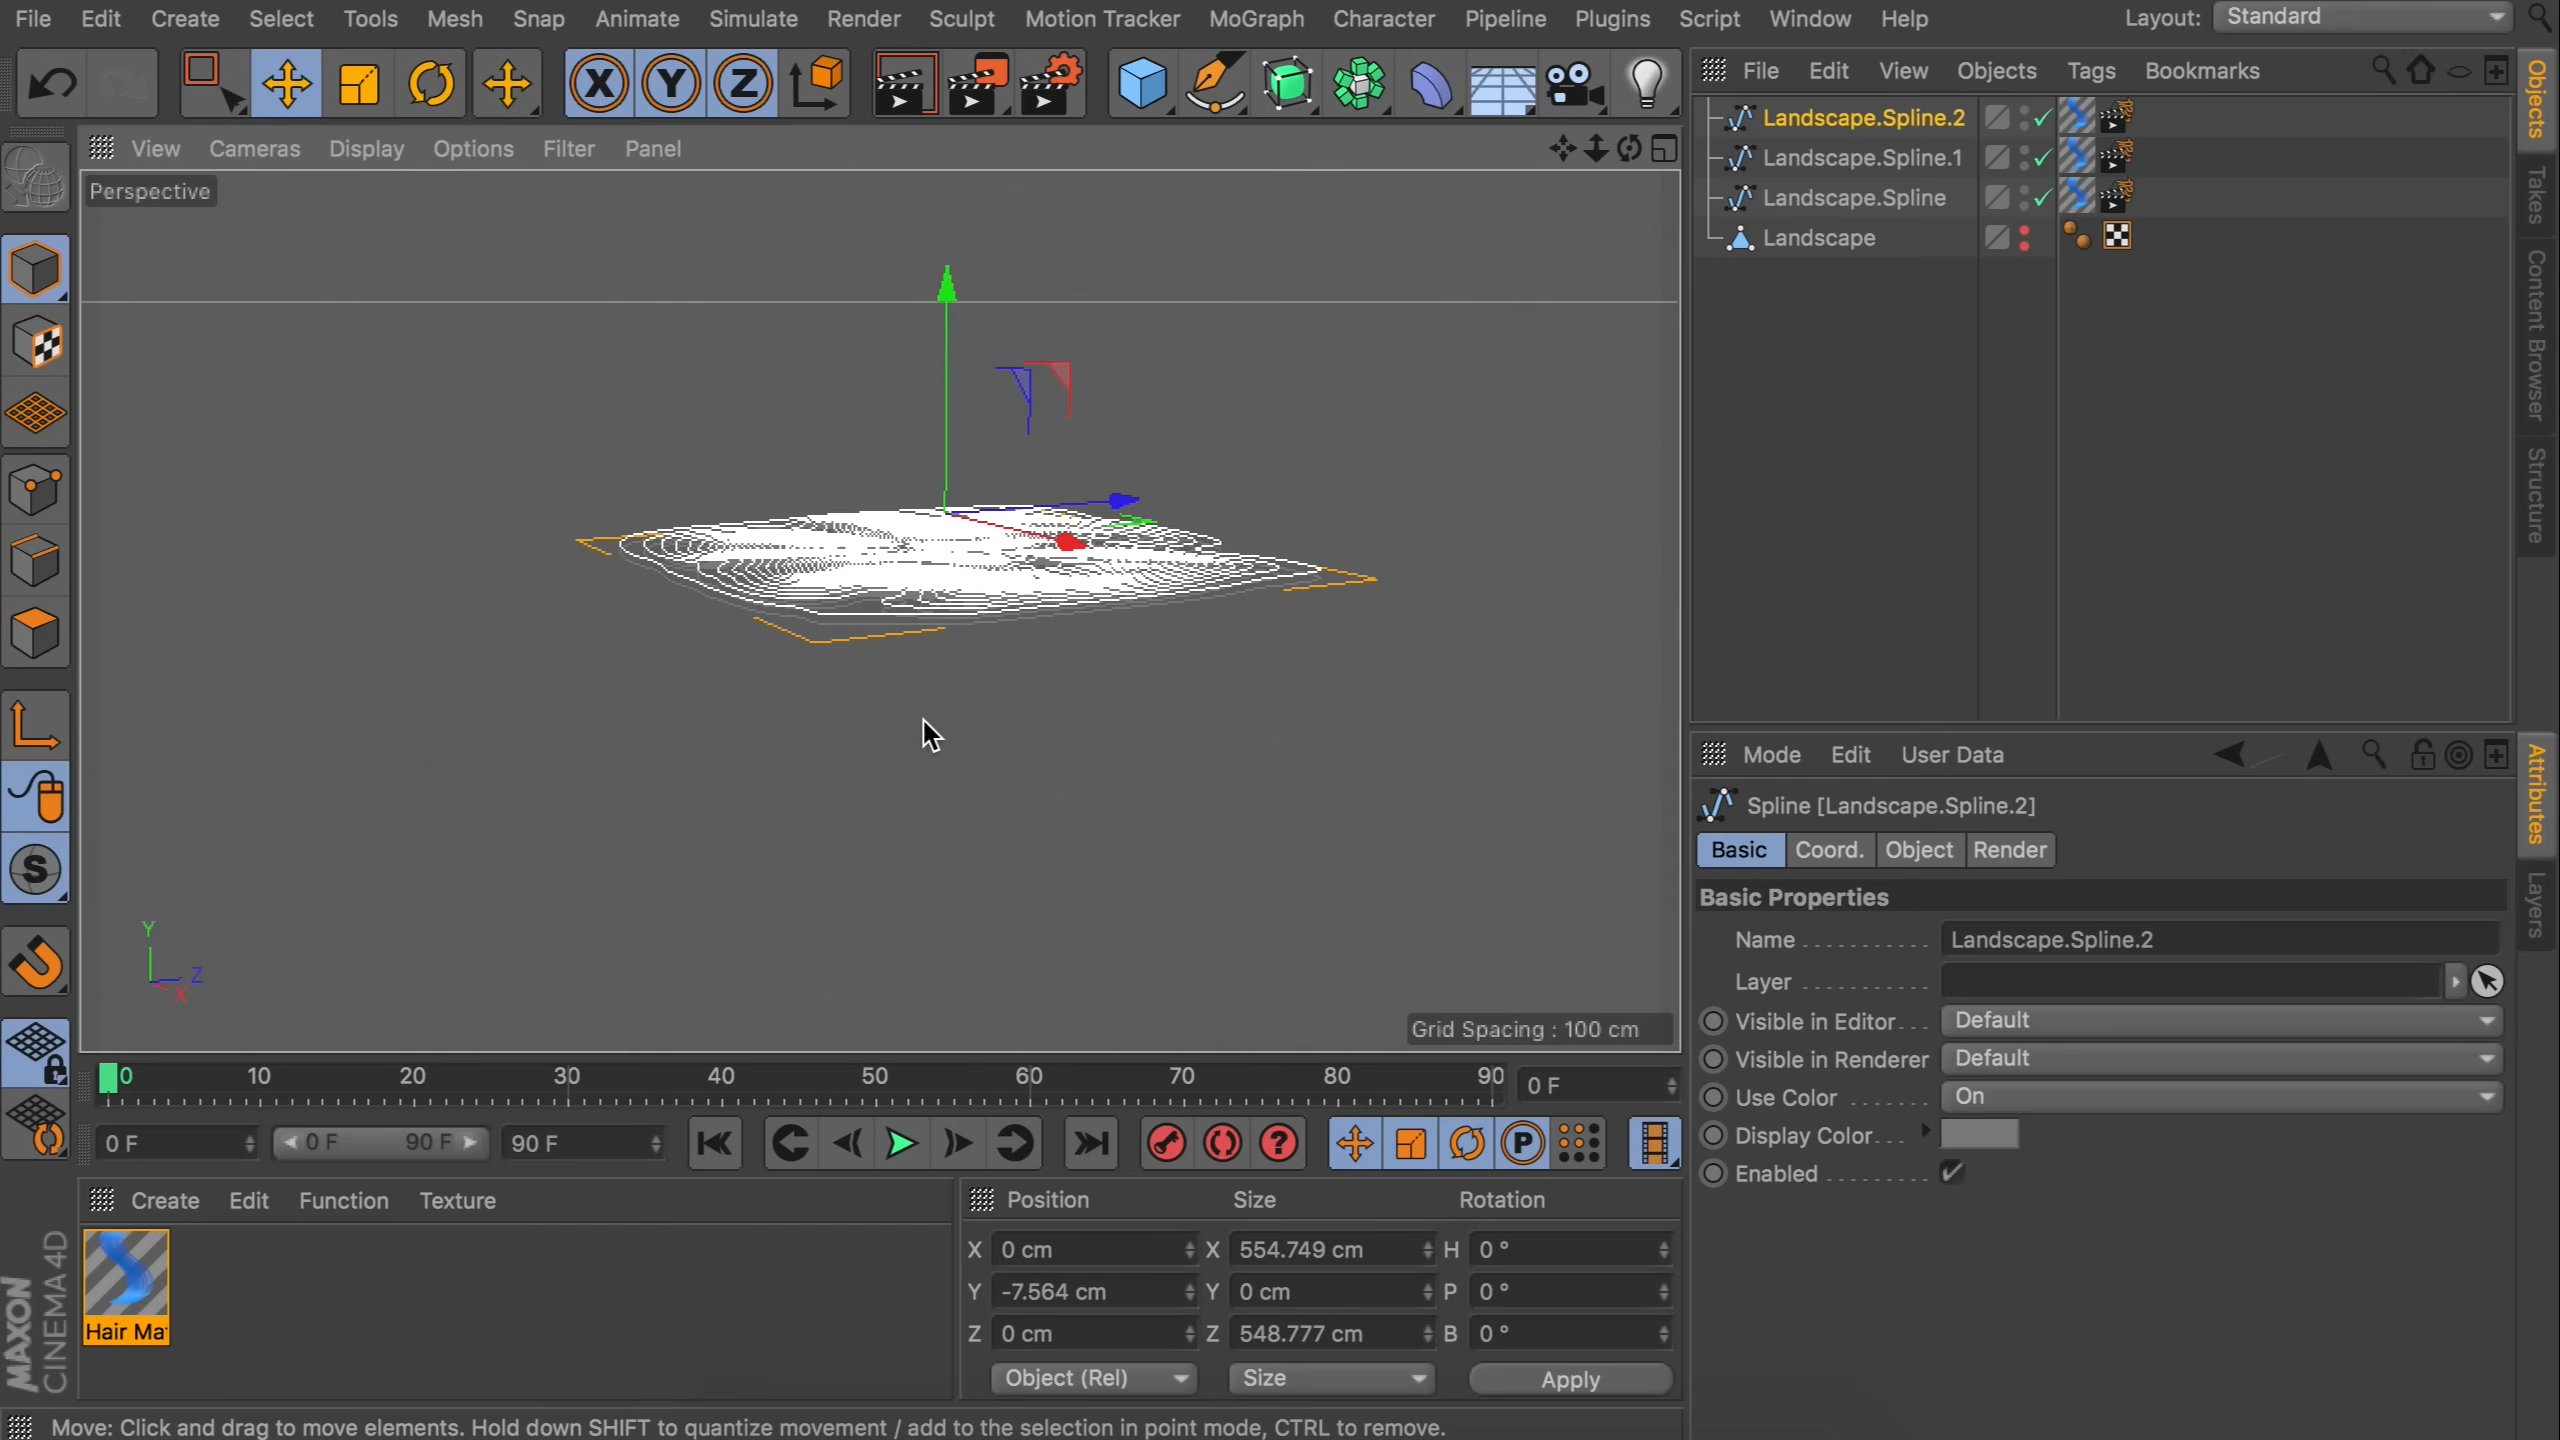 File Edit Create Select Tools Mesh Snap Animate Simulate Render Sculpt Motion Tracker MoGraph Character Pipeline Plugins Script Window Help Layout: Standard
X Y Z
File Edit View Objects Tags Bookmarks
View Cameras Display Options Filter Panel
Perspective
Landscape.Spline.2
Landscape.Spline.1
Landscape.Spline
Landscape
Objects
Takes
Content Browser
Structure
Y
Z
X
Grid Spacing : 100 cm
S
Mode Edit User Data
Spline [Landscape.Spline.2]
Basic Coord. Object Render
Basic Properties
Name Landscape.Spline.2
Layer
Visible in Editor Default
Visible in Renderer Default
Use Color On
Display Color
Enabled
Attributes
Layers
0 10 20 30 40 50 60 70 80 90 0 F
0 F 0 F 90 F 90 F ? P
Create Edit Function Texture
Hair Ma
Position Size Rotation
X 0 cm X 554.749 cm H 0 °
Y -7.564 cm Y 0 cm P 0 °
Z 0 cm Z 548.777 cm B 0 °
Object (Rel) Size Apply
MAXON
CINEMA 4D
Move: Click and drag to move elements. Hold down SHIFT to quantize movement / add to the selection in point mode, CTRL to remove.